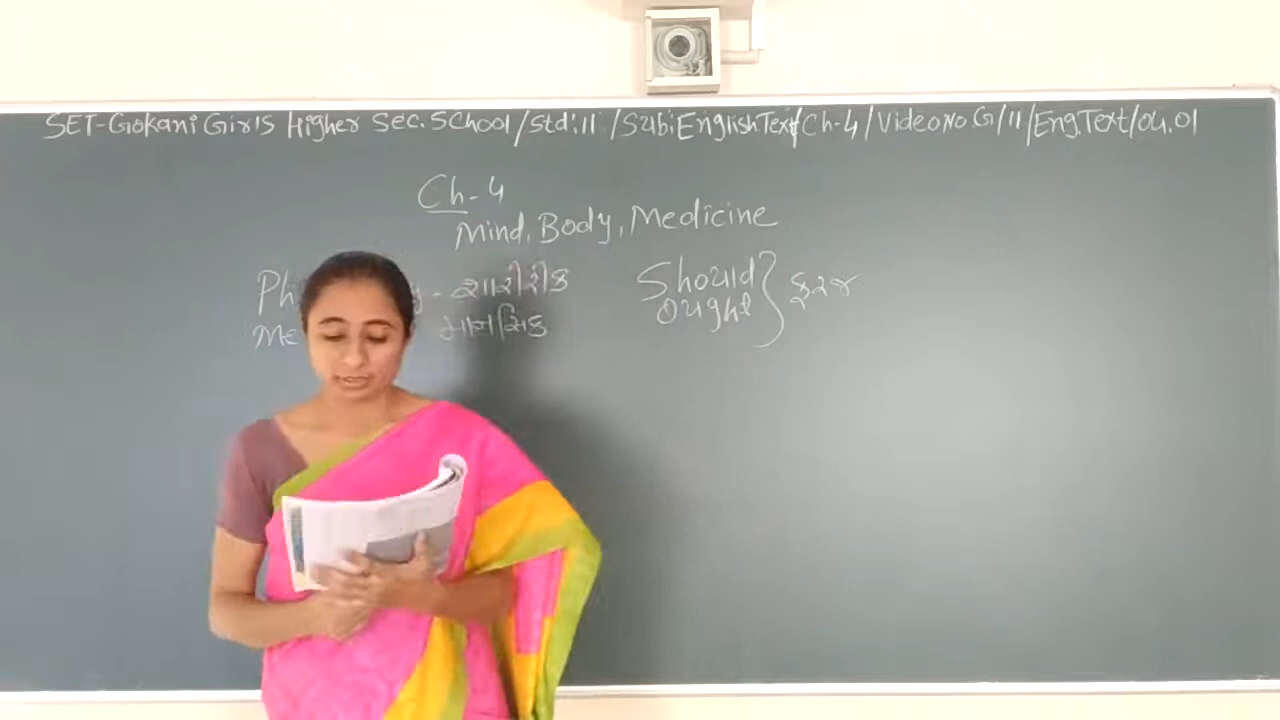 SET-Gokani Girls Higher Sec. School / Std: 11 / Sub: English Text / Ch-4 / Video No G/11/Eng.Text/04.01
Ch-4
Mind, Body, Medicine
Ph - શારીરીક
Me માનસિક
Should
Ought } ફરજ